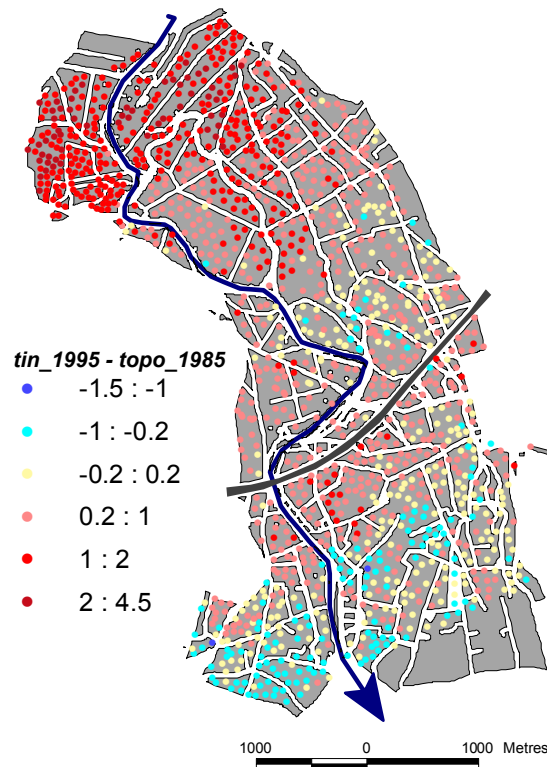 tin_1995 - topo_1985
-1.5 : -1
-1 : -0.2
-0.2 : 0.2
0.2 : 1
1 : 2
2 : 4.5
1000 0 1000 Metres